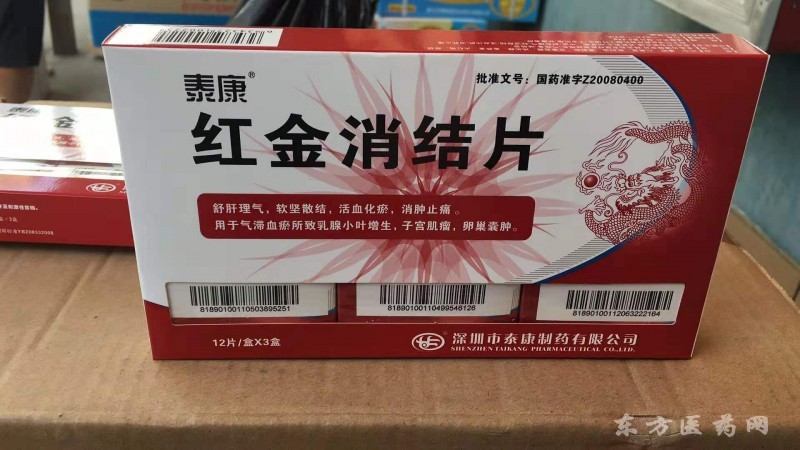 泰康®
批准文号：国药准字Z20080400
红金消结片
舒肝理气，软坚散结，活血化瘀，消肿止痛。
用于气滞血瘀所致乳腺小叶增生，子宫肌瘤，卵巢囊肿。
81890100110503895251
81890100110499546126
81890100112063222164
12片/盒X3盒
深圳市泰康制药有限公司
SHENZHEN TAIKANG PHARMACEUTICAL CO.,LTD.
东方医药网